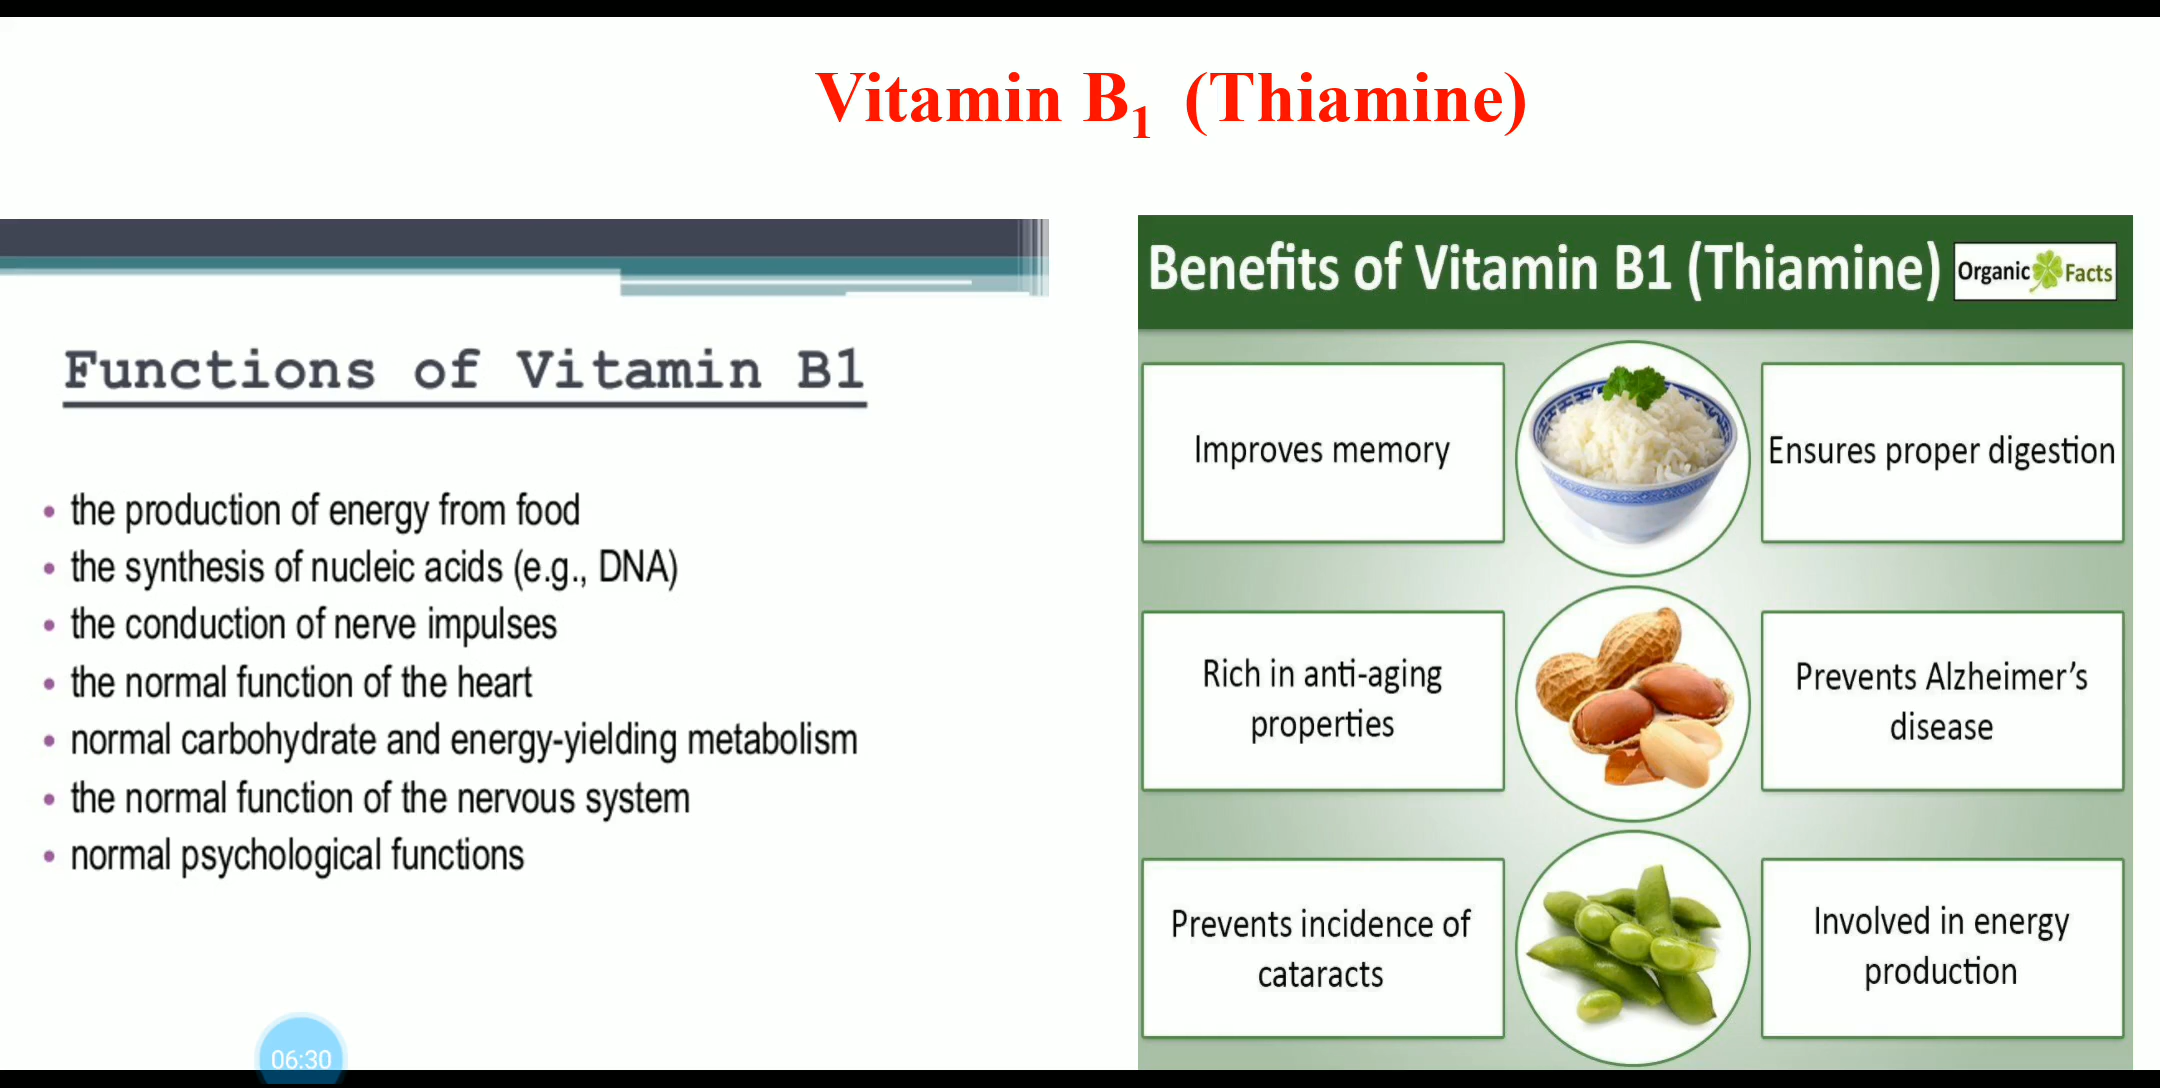 Vitamin B1 (Thiamine)
Functions of Vitamin B1
• the production of energy from food
• the synthesis of nucleic acids (e.g., DNA)
• the conduction of nerve impulses
• the normal function of the heart
• normal carbohydrate and energy-yielding metabolism
• the normal function of the nervous system
• normal psychological functions
06:30
Benefits of Vitamin B1 (Thiamine)
Organic Facts
Improves memory
Ensures proper digestion
Rich in anti-aging
properties
Prevents Alzheimer’s
disease
Prevents incidence of
cataracts
Involved in energy
production